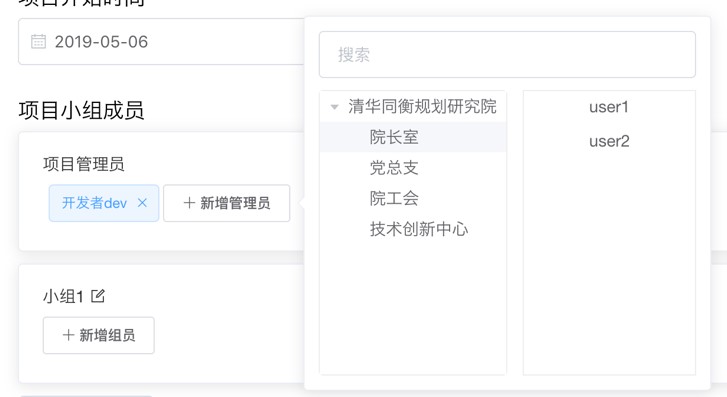 项目开始时间
2019-05-06
项目小组成员
项目管理员
开发者dev
新增管理员
小组1
新增组员
搜索
清华同衡规划研究院
院长室
党总支
院工会
技术创新中心
user1
user2